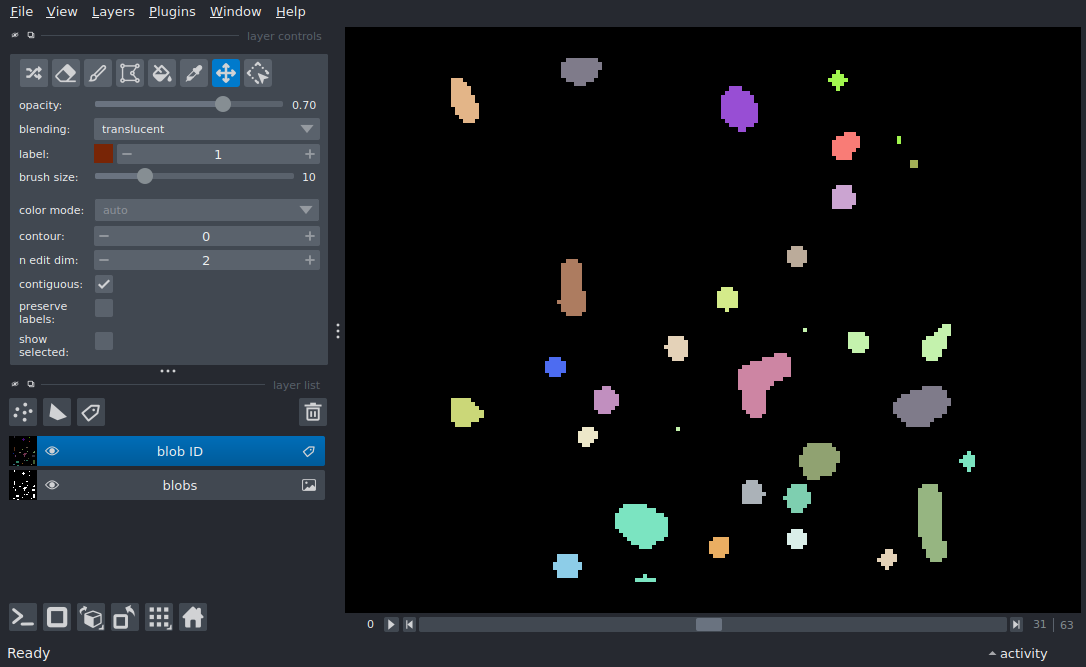 File View Layers Plugins Window Help
layer controls
opacity: 0.70
blending: translucent
label: 1
brush size: 10
color mode: auto
contour: 0
n edit dim: 2
contiguous:
preserve
labels:
show
selected:
layer list
blob ID
blobs
0 31 63
Ready activity